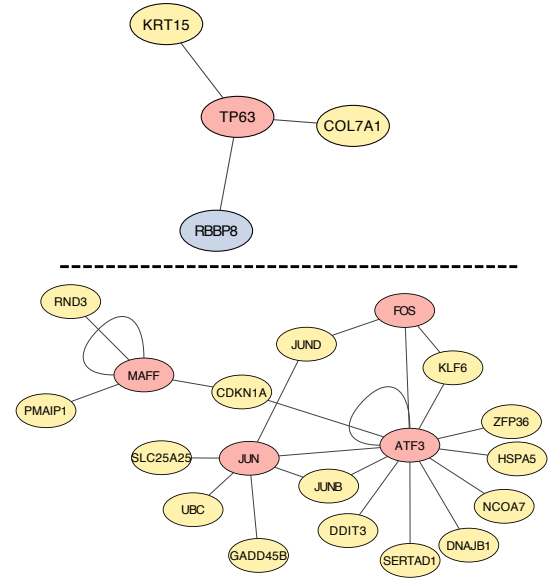 KRT15
TP63
COL7A1
RBBP8
RND3
FOS
JUND
MAFF
KLF6
CDKN1A
PMAIP1
ZFP36
ATF3
SLC25A25
JUN
HSPA5
JUNB
NCOA7
UBC
DDIT3
DNAJB1
GADD45B
SERTAD1